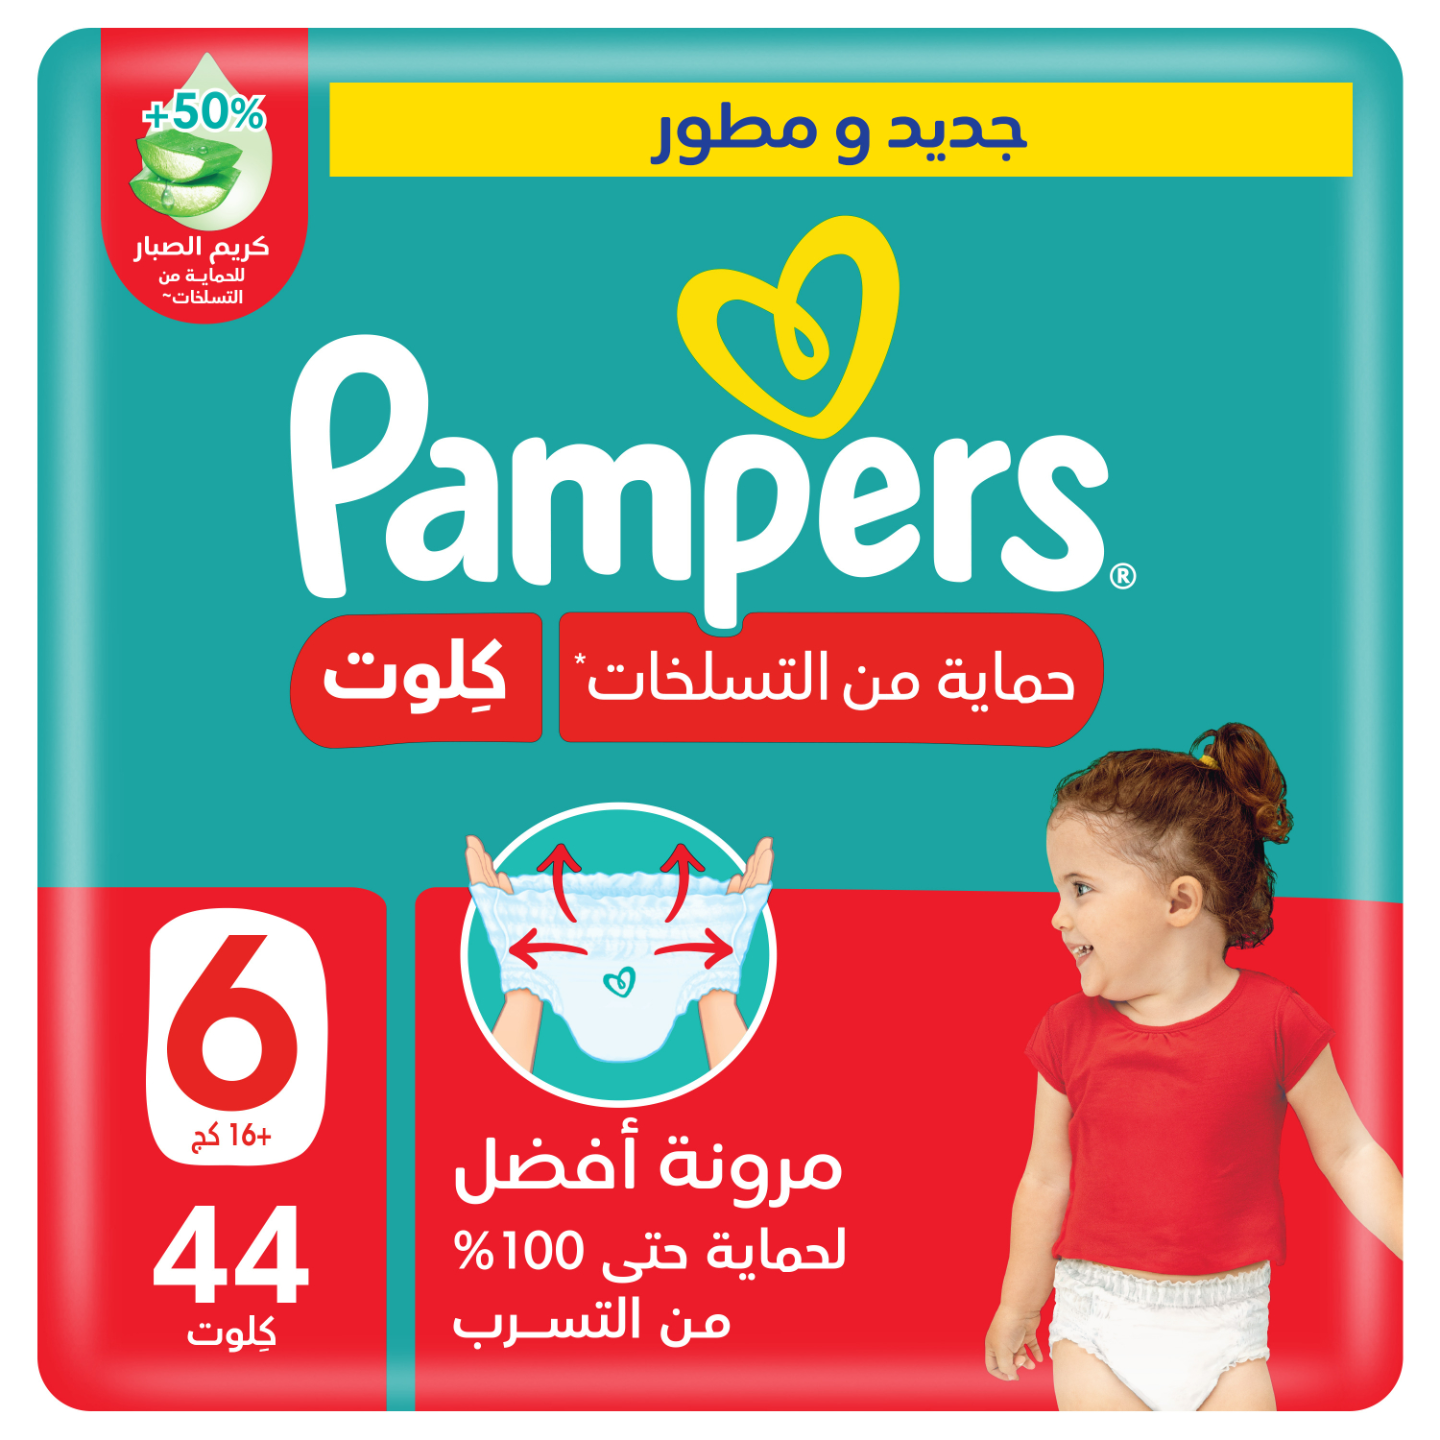 +50%
كريم الصبار
للحمايـة من
التسلخات~
جديد و مطور
Pampers®
حماية من التسلخات*
كِلوت
6
+16 كج
44
كِلوت
مرونة أفضل
لحماية حتى 100%
من التسـرب